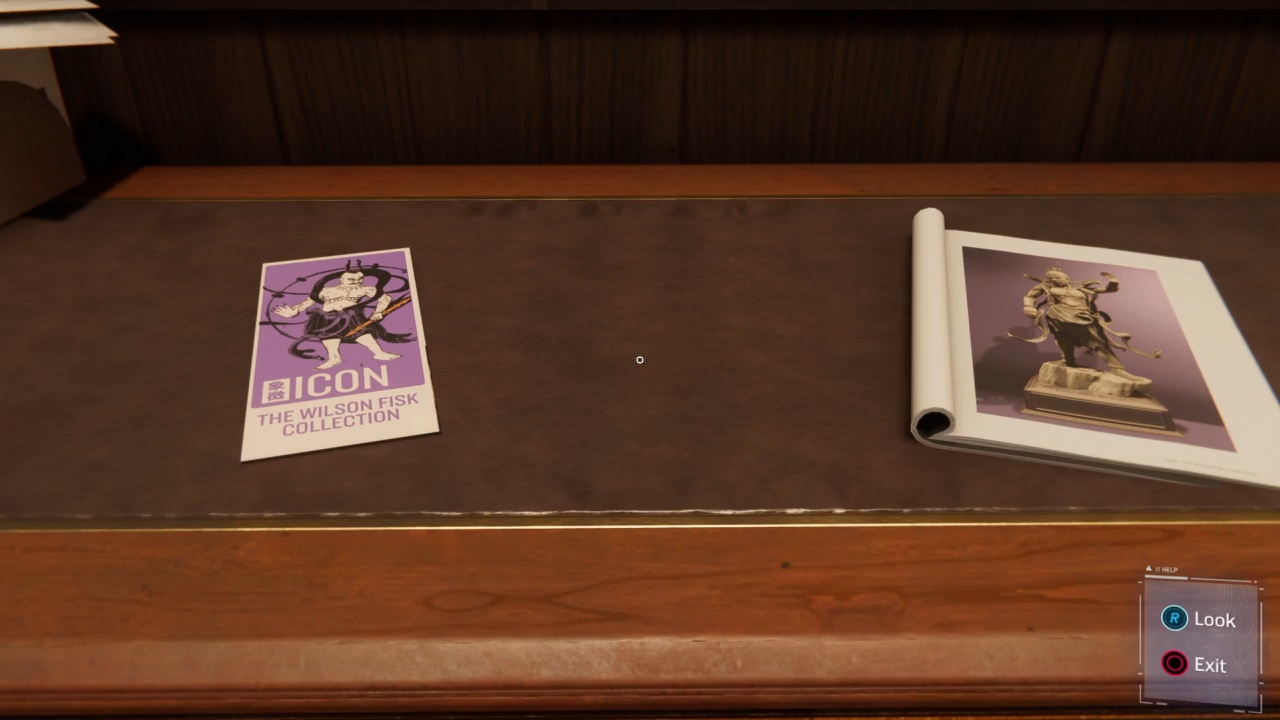 象徵
ICON
THE WILSON FISK
COLLECTION
// HELP
R Look
Exit